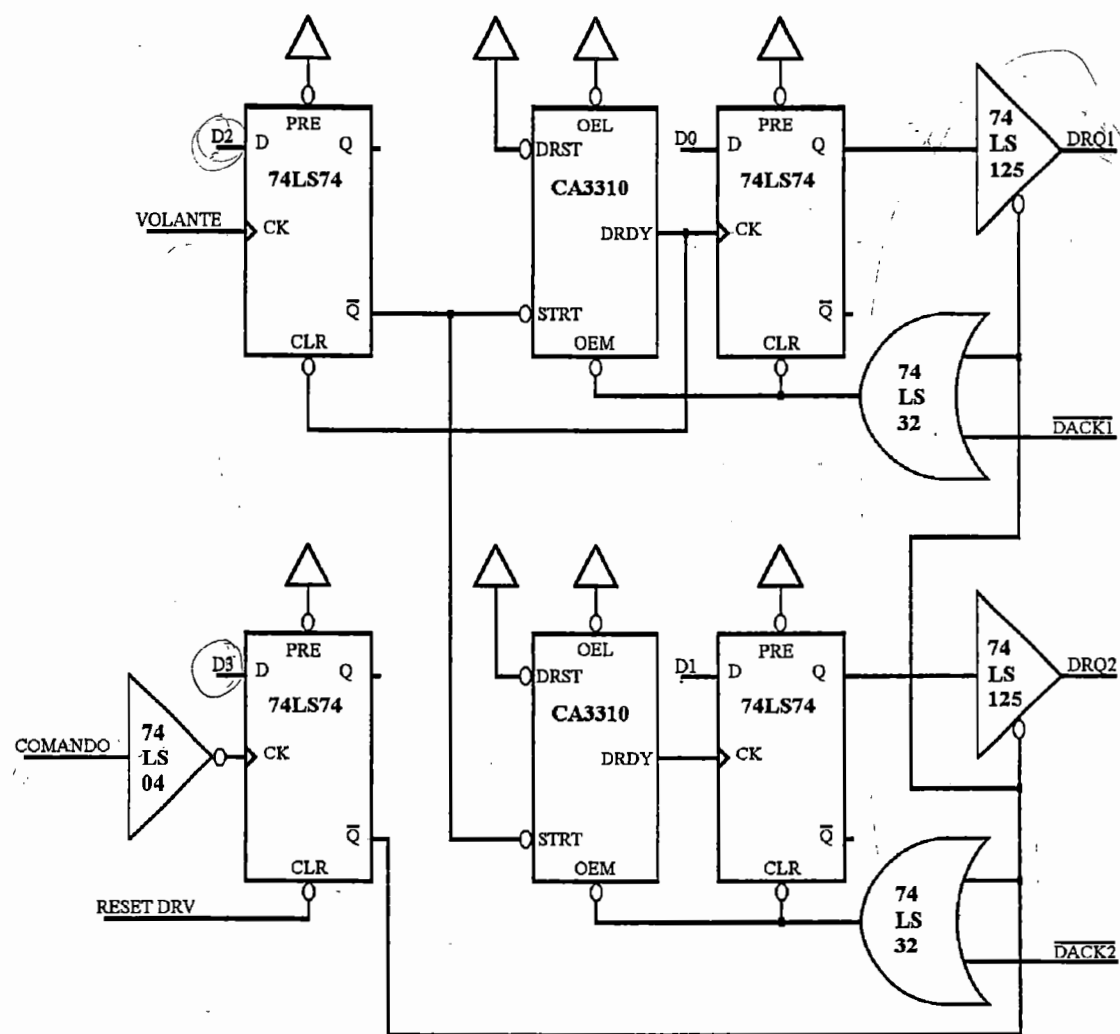 PRE
D2
D
Q
74LS74
VOLANTE
CK
Q
CLR
OEL
DRST
CA3310
DRDY
STRT
OEM
D0
PRE
D
Q
74LS74
CK
Q
CLR
74
LS
125
DRQ1
74
LS
32
DACK1
PRE
D3
D
Q
74LS74
COMANDO
74
LS
04
CK
Q
CLR
RESET DRV
OEL
DRST
CA3310
DRDY
STRT
OEM
D1
PRE
D
Q
74LS74
CK
Q
CLR
74
LS
125
DRQ2
74
LS
32
DACK2